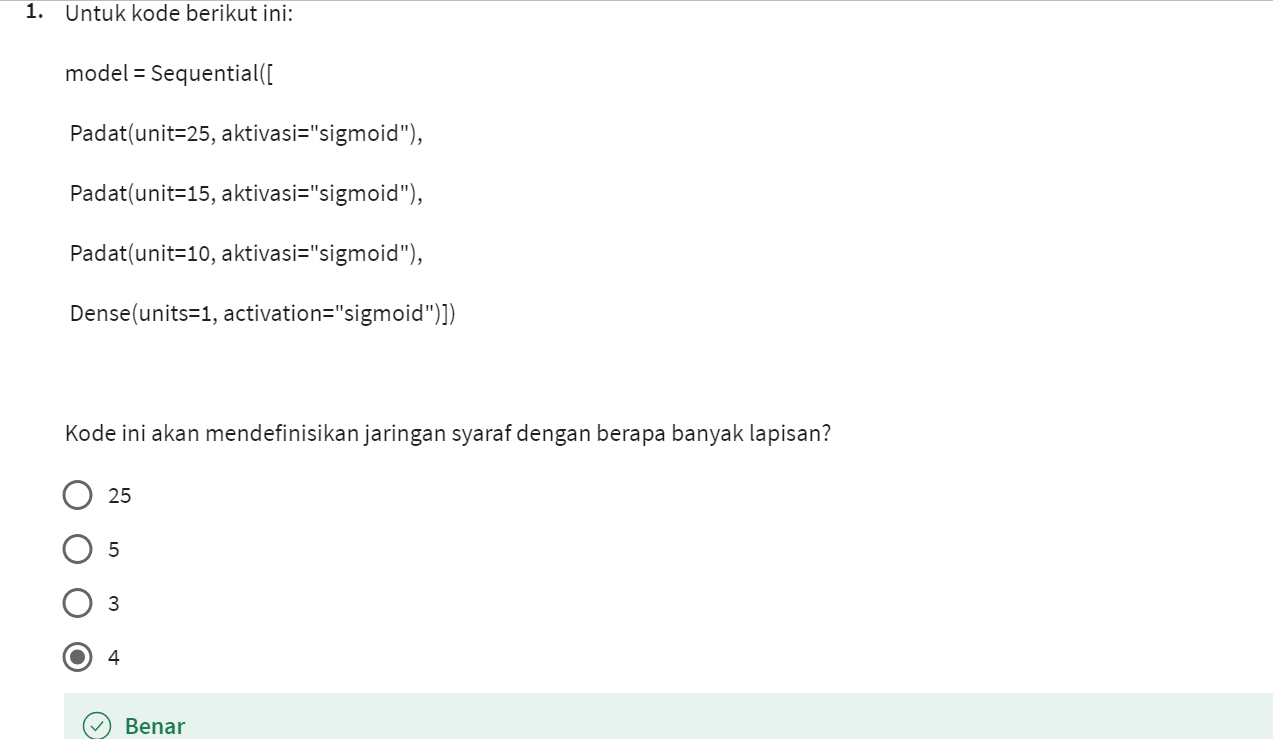 1. Untuk kode berikut ini:
model = Sequential([
Padat(unit=25, aktivasi="sigmoid"),
Padat(unit=15, aktivasi="sigmoid"),
Padat(unit=10, aktivasi="sigmoid"),
Dense(units=1, activation="sigmoid")])
Kode ini akan mendefinisikan jaringan syaraf dengan berapa banyak lapisan?
25
5
3
4
Benar